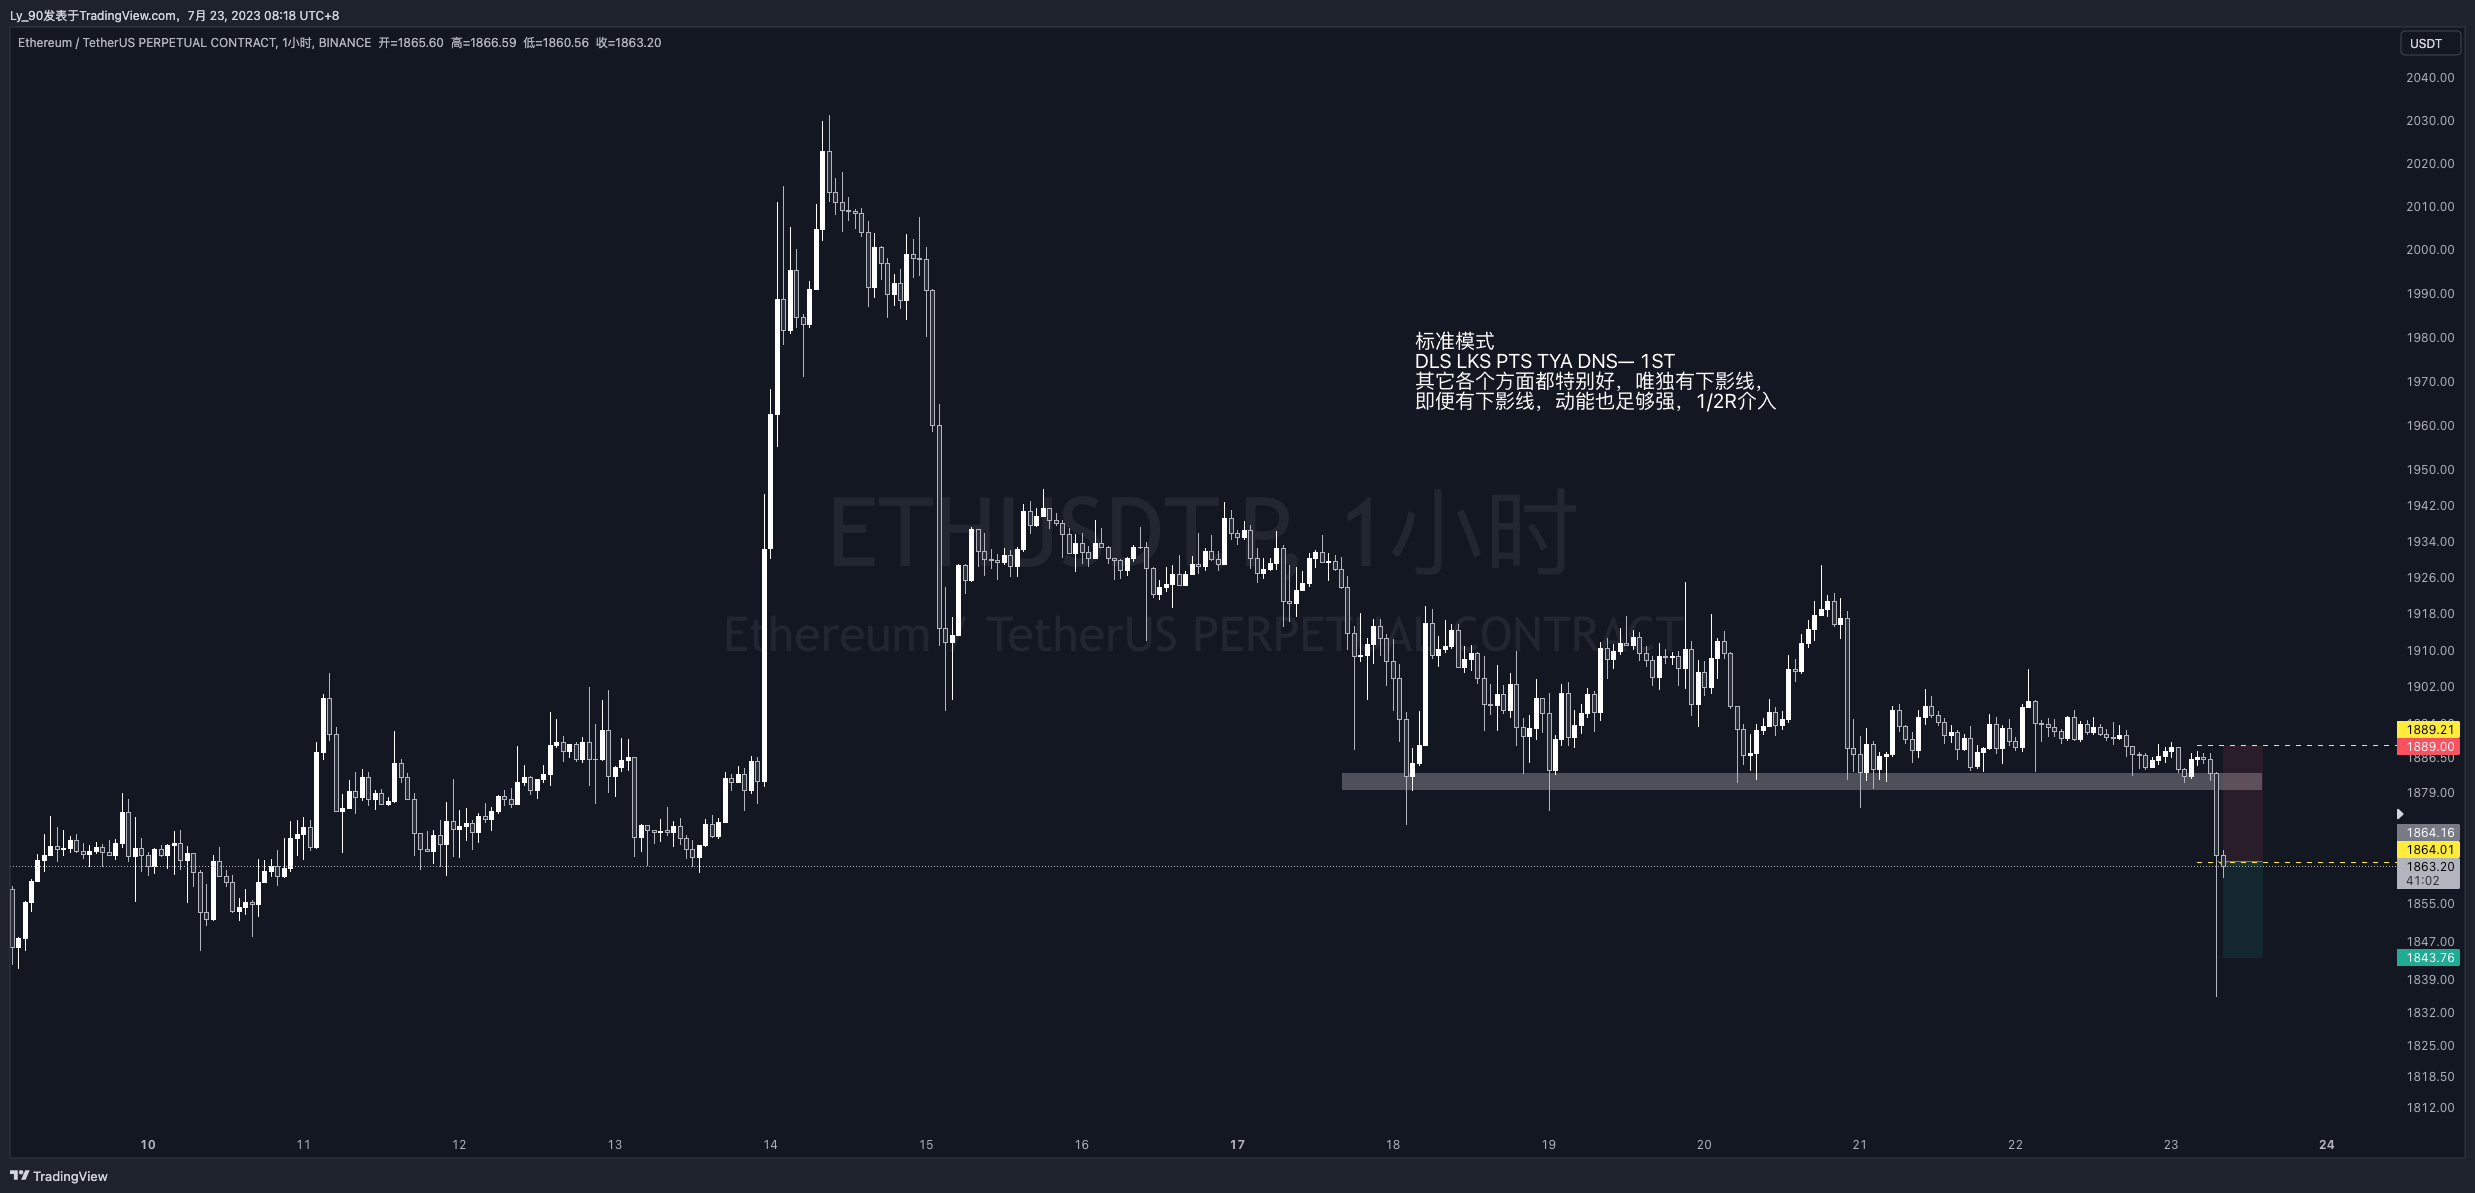 Ly_90发表于TradingView.com, 7月 23, 2023 08:18 UTC+8
Ethereum / TetherUS PERPETUAL CONTRACT, 1小时, BINANCE 开=1865.60 高=1866.59 低=1860.56 收=1863.20
USDT
2040.00
2030.00
2020.00
2010.00
2000.00
1990.00
1980.00
标准模式
DLS LKS PTS TYA DNS— 1ST
其它各个方面都特别好，唯独有下影线，
即便有下影线，动能也足够强，1/2R介入
1970.00
1960.00
1950.00
1942.00
ETHUSDT.P, 1小时
1934.00
1926.00
1918.00
Ethereum / TetherUS PERPETUAL CONTRACT
1910.00
1902.00
1889.21
1889.00
1886.50
1879.00
1864.16
1864.01
1863.20
41:02
1855.00
1847.00
1843.76
1839.00
1832.00
1825.00
1818.50
1812.00
10 11 12 13 14 15 16 17 18 19 20 21 22 23 24
TradingView